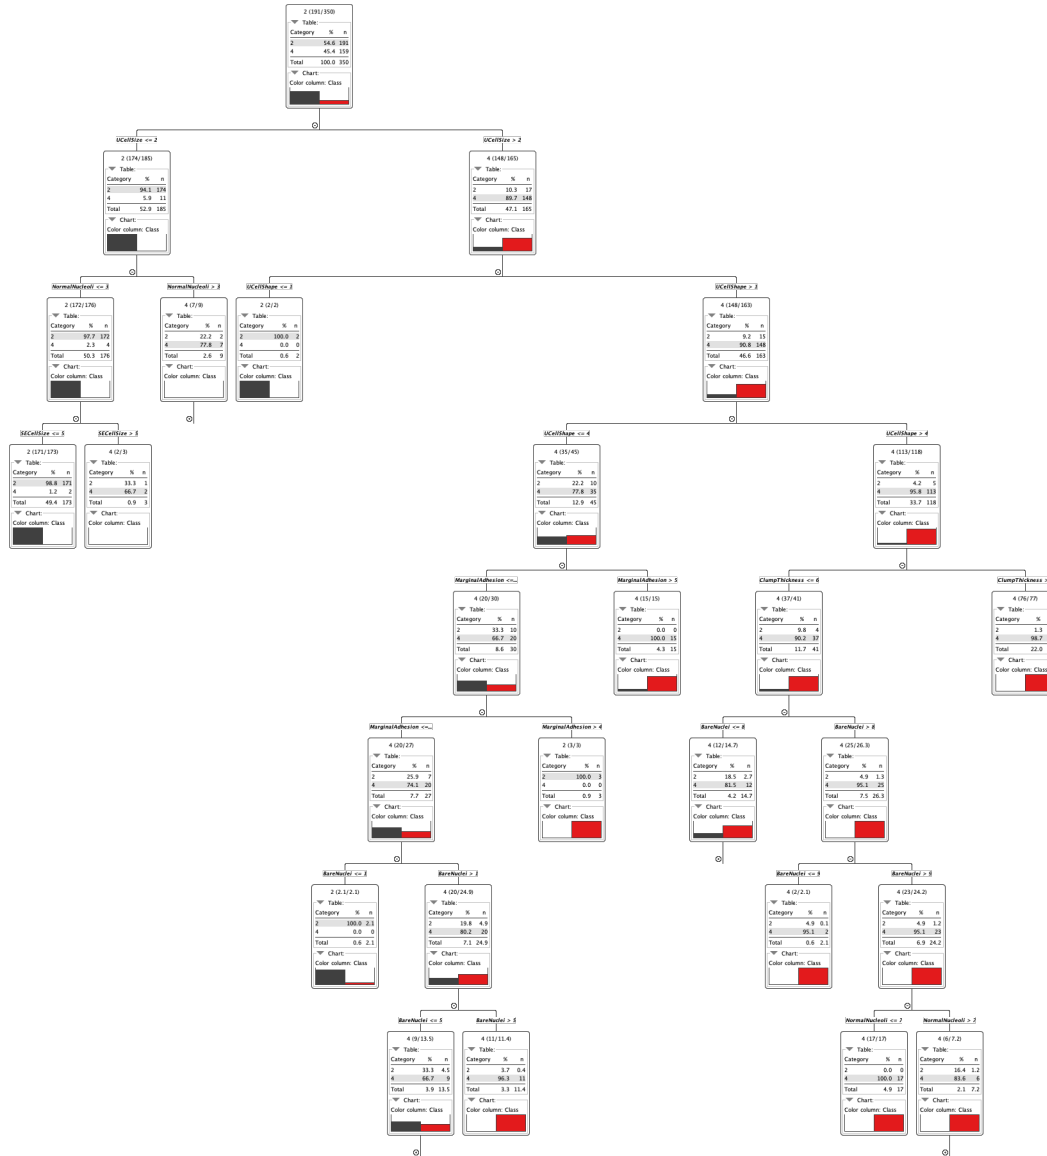 2 (191/350)
Table:
Category % n
2 54.6 191
4 45.4 159
Total 100.0 350
Chart:
Color column: Class
UCellSize <= 2
UCellSize > 2
2 (174/185)
Table:
Category % n
2 94.1 174
4 5.9 11
Total 52.9 185
Chart:
Color column: Class
4 (148/165)
Table:
Category % n
2 10.3 17
4 89.7 148
Total 47.1 165
Chart:
Color column: Class
NormalNucleoli <= 3
NormalNucleoli > 3
UCellShape <= 1
UCellShape > 1
2 (172/176)
Table:
Category % n
2 97.7 172
4 2.3 4
Total 50.3 176
Chart:
Color column: Class
4 (7/9)
Table:
Category % n
2 22.2 2
4 77.8 7
Total 2.6 9
Chart:
Color column: Class
2 (2/2)
Table:
Category % n
2 100.0 2
4 0.0 0
Total 0.6 2
Chart:
Color column: Class
4 (148/163)
Table:
Category % n
2 9.2 15
4 90.8 148
Total 46.6 163
Chart:
Color column: Class
SECellSize <= 5
SECellSize > 5
UCellShape <= 4
UCellShape > 4
2 (171/173)
Table:
Category % n
2 98.8 171
4 1.2 2
Total 49.4 173
Chart:
Color column: Class
4 (2/3)
Table:
Category % n
2 33.3 1
4 66.7 2
Total 0.9 3
Chart:
Color column: Class
4 (35/45)
Table:
Category % n
2 22.2 10
4 77.8 35
Total 12.9 45
Chart:
Color column: Class
4 (113/118)
Table:
Category % n
2 4.2 5
4 95.8 113
Total 33.7 118
Chart:
Color column: Class
MarginalAdhesion <=...
MarginalAdhesion > 5
ClumpThickness <= 6
ClumpThickness >
4 (20/30)
Table:
Category % n
2 33.3 10
4 66.7 20
Total 8.6 30
Chart:
Color column: Class
4 (15/15)
Table:
Category % n
2 0.0 0
4 100.0 15
Total 4.3 15
Chart:
Color column: Class
4 (37/41)
Table:
Category % n
2 9.8 4
4 90.2 37
Total 11.7 41
Chart:
Color column: Class
4 (76/77)
Table:
Category %
2 1.3
4 98.7
Total 22.0
Chart:
Color column: Class
MarginalAdhesion <=...
MarginalAdhesion > 4
BareNuclei <= 8
BareNuclei > 8
4 (20/27)
Table:
Category % n
2 25.9 7
4 74.1 20
Total 7.7 27
Chart:
Color column: Class
2 (3/3)
Table:
Category % n
2 100.0 3
4 0.0 0
Total 0.9 3
Chart:
Color column: Class
4 (12/14.7)
Table:
Category % n
2 18.5 2.7
4 81.5 12
Total 4.2 14.7
Chart:
Color column: Class
4 (25/26.3)
Table:
Category % n
2 4.9 1.3
4 95.1 25
Total 7.5 26.3
Chart:
Color column: Class
BareNuclei <= 1
BareNuclei > 1
BareNuclei <= 9
BareNuclei > 9
2 (2.1/2.1)
Table:
Category % n
2 100.0 2.1
4 0.0 0
Total 0.6 2.1
Chart:
Color column: Class
4 (20/24.9)
Table:
Category % n
2 19.8 4.9
4 80.2 20
Total 7.1 24.9
Chart:
Color column: Class
4 (2/2.1)
Table:
Category % n
2 4.9 0.1
4 95.1 2
Total 0.6 2.1
Chart:
Color column: Class
4 (23/24.2)
Table:
Category % n
2 4.9 1.2
4 95.1 23
Total 6.9 24.2
Chart:
Color column: Class
BareNuclei <= 5
BareNuclei > 5
NormalNucleoli <= 7
NormalNucleoli > 7
4 (9/13.5)
Table:
Category % n
2 33.3 4.5
4 66.7 9
Total 3.9 13.5
Chart:
Color column: Class
4 (11/11.4)
Table:
Category % n
2 3.7 0.4
4 96.3 11
Total 3.3 11.4
Chart:
Color column: Class
4 (17/17)
Table:
Category % n
2 0.0 0
4 100.0 17
Total 4.9 17
Chart:
Color column: Class
4 (6/7.2)
Table:
Category % n
2 16.4 1.2
4 83.6 6
Total 2.1 7.2
Chart:
Color column: Class